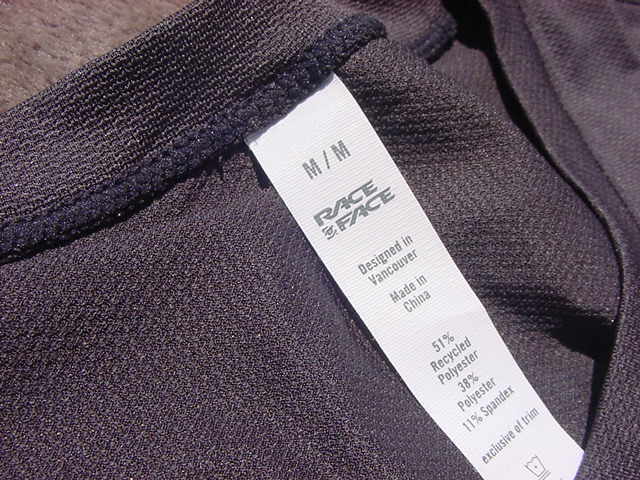 M / M
RACE
FACE
Designed in
Vancouver
Made in
China
51%
Recycled
Polyester
38%
Polyester
11% Spandex
exclusive of trim